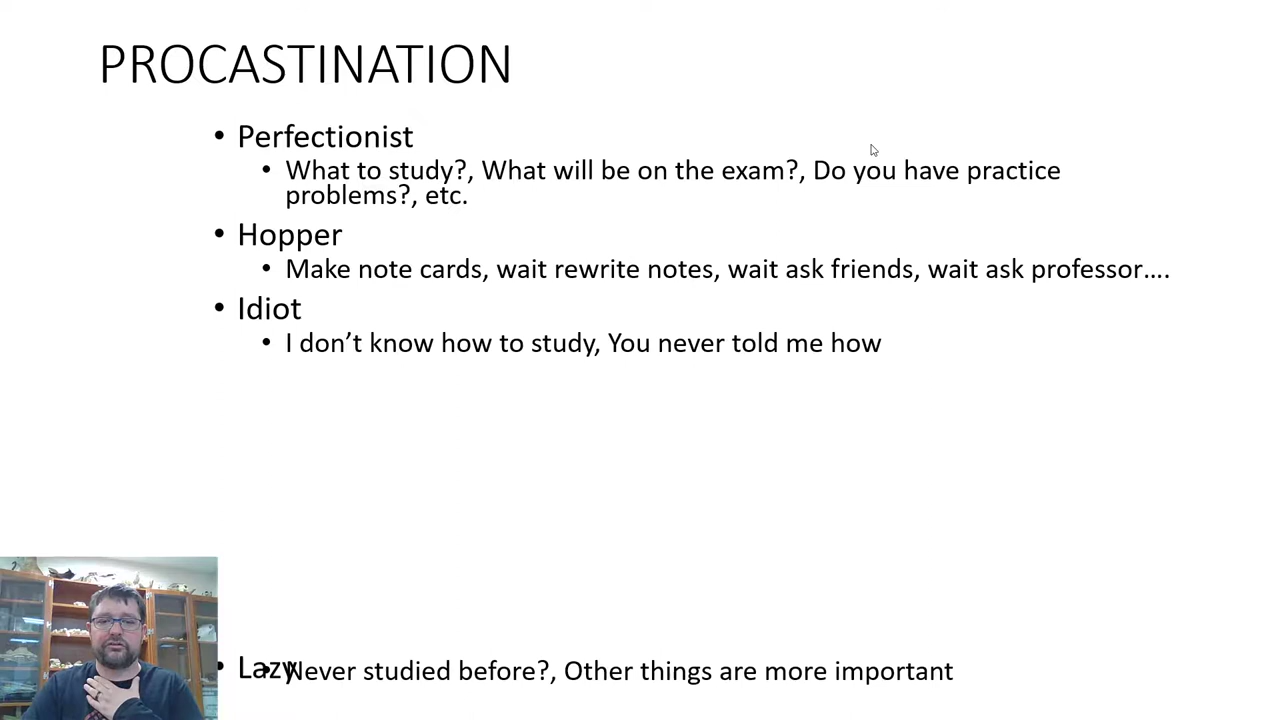 PROCASTINATION
• Perfectionist
• What to study?, What will be on the exam?, Do you have practice
problems?, etc.
• Hopper
• Make note cards, wait rewrite notes, wait ask friends, wait ask professor….
• Idiot
• I don’t know how to study, You never told me how
• Lazy
• Never studied before?, Other things are more important